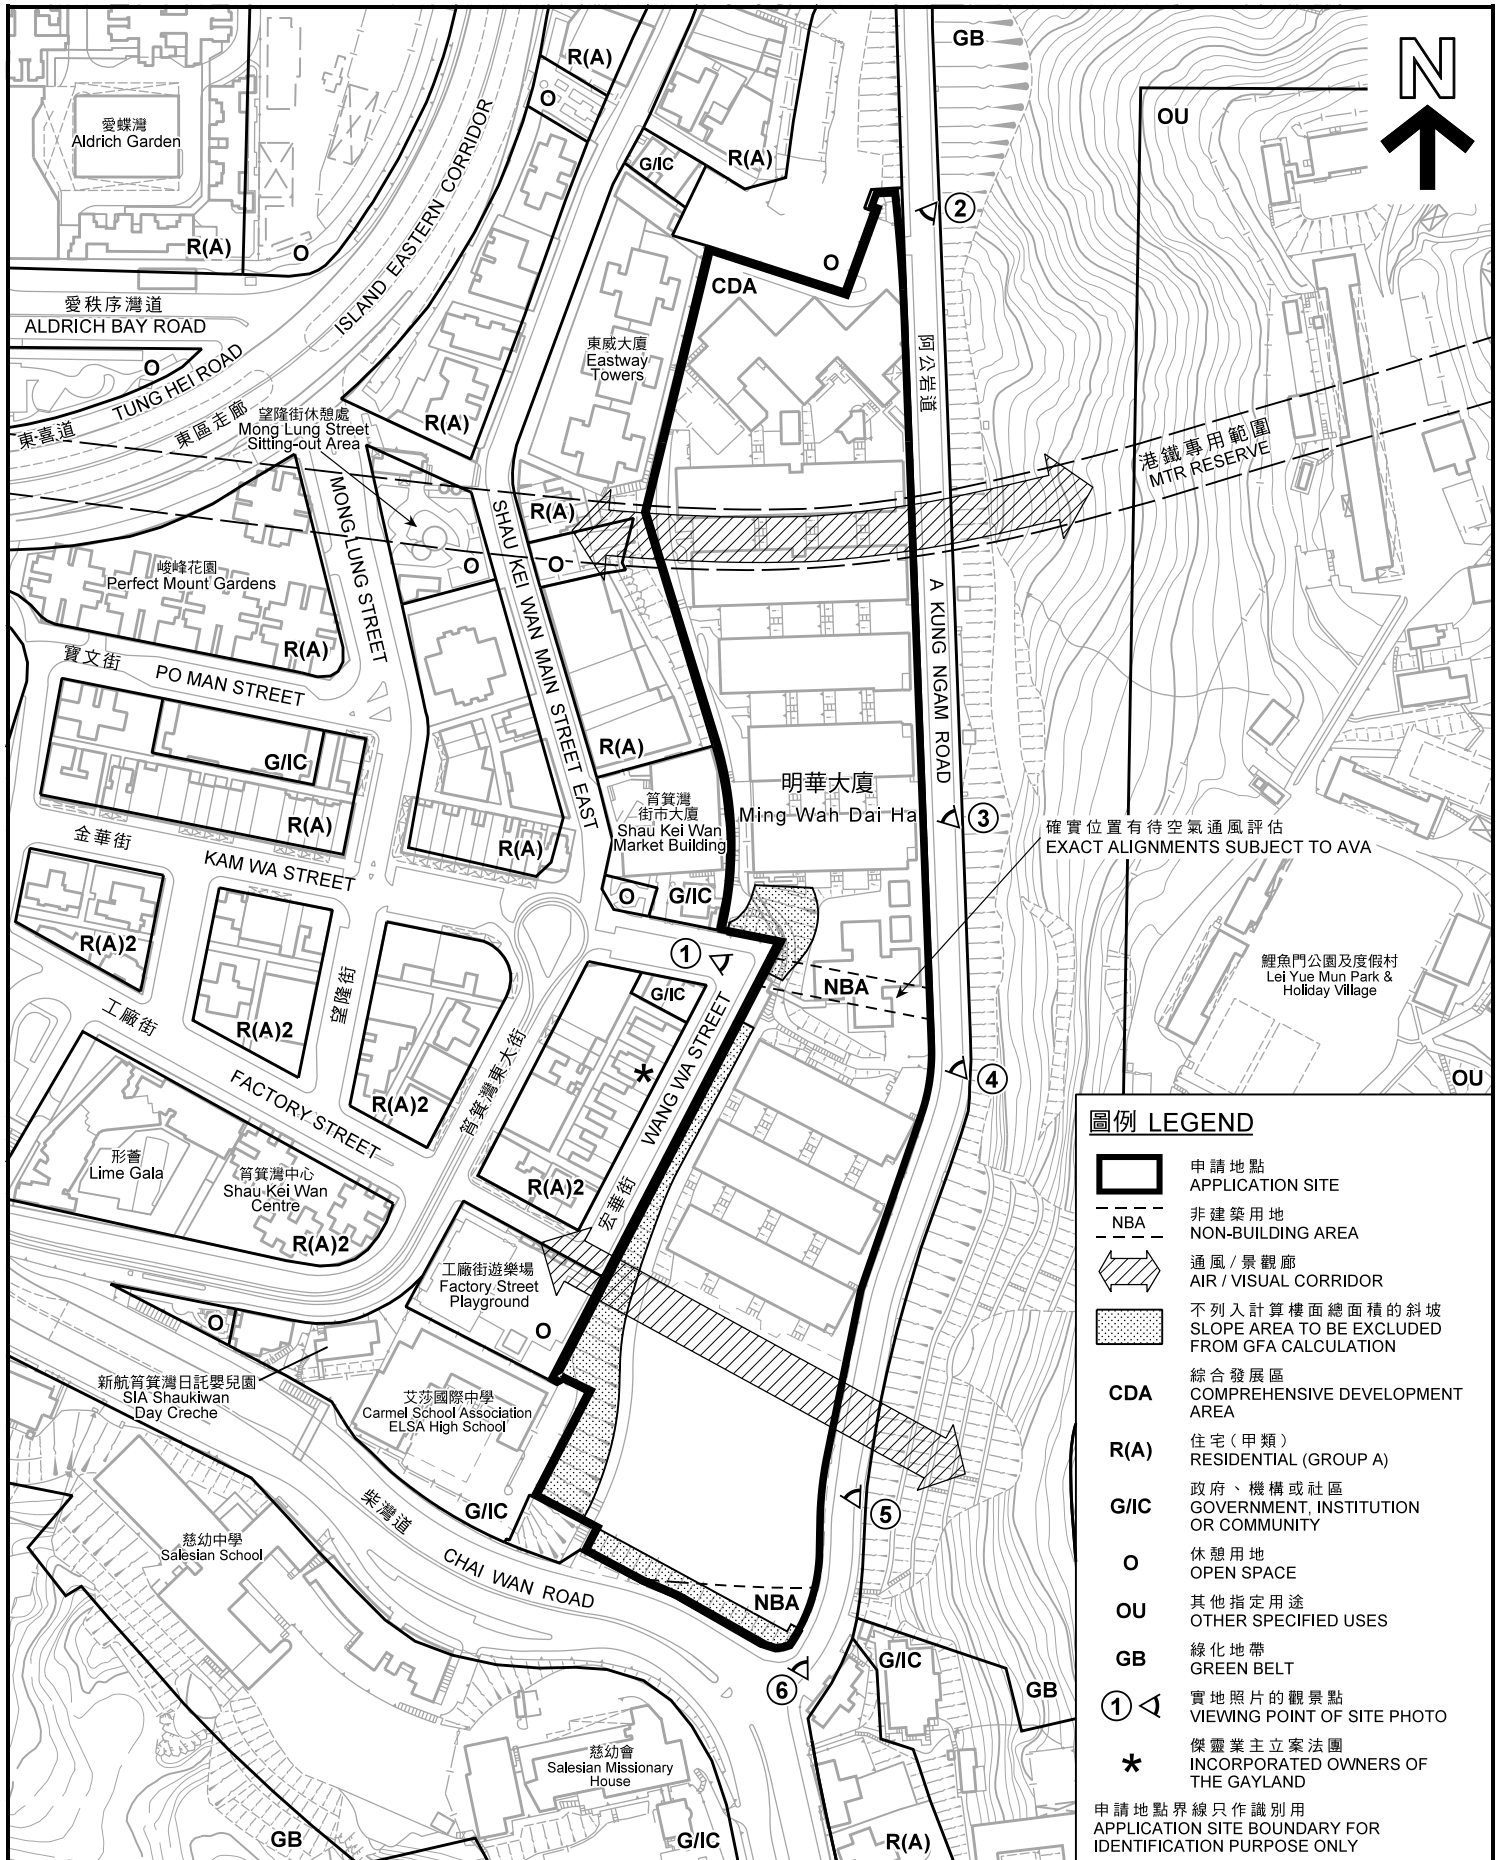 GB
N
OU
R(A)
O
愛蝶灣
Aldrich Garden
ISLAND EASTERN CORRIDOR
G/IC
R(A)
②
R(A)
O
O
CDA
愛秩序灣道
ALDRICH BAY ROAD
O
TUNG HEI ROAD
東喜道
東區走廊
東威大廈
Eastway
Towers
阿公岩道
望隆街休憩處
Mong Lung Street
Sitting-out Area
R(A)
港鐵專用範圍
MTR RESERVE
R(A)
MONG LUNG STREET
SHAU KEI WAN MAIN STREET EAST
O
O
峻峰花園
Perfect Mount Gardens
A KUNG NGAM ROAD
R(A)
寶文街
PO MAN STREET
R(A)
G/IC
明華大廈
Ming Wah Dai Ha
筲箕灣
街市大廈
Shau Kei Wan
Market Building
③
確實位置有待空氣通風評估
EXACT ALIGNMENTS SUBJECT TO AVA
R(A)
金華街
KAM WA STREET
R(A)
O
G/IC
R(A)2
①
G/IC
NBA
鯉魚門公園及度假村
Lei Yue Mun Park &
Holiday Village
工廠街
R(A)2
望隆街
筲箕灣東大街
WANG WA STREET
宏華街
*
④
OU
FACTORY STREET
R(A)2
形薈
Lime Gala
筲箕灣中心
Shau Kei Wan
Centre
R(A)2
R(A)2
工廠街遊樂場
Factory Street
Playground
O
O
新航筲箕灣日託嬰兒園
SIA Shaukiwan
Day Creche
艾莎國際中學
Carmel School Association
ELSA High School
柴灣道
CHAI WAN ROAD
G/IC
⑤
慈幼中學
Salesian School
NBA
⑥
G/IC
GB
慈幼會
Salesian Missionary
House
GB
G/IC
R(A)
圖例 LEGEND
申請地點
APPLICATION SITE
NBA
非建築用地
NON-BUILDING AREA
通風/景觀廊
AIR / VISUAL CORRIDOR
不列入計算樓面總面積的斜坡
SLOPE AREA TO BE EXCLUDED
FROM GFA CALCULATION
CDA
綜合發展區
COMPREHENSIVE DEVELOPMENT
AREA
R(A)
住宅(甲類)
RESIDENTIAL (GROUP A)
G/IC
政府、機構或社區
GOVERNMENT, INSTITUTION
OR COMMUNITY
O
休憩用地
OPEN SPACE
OU
其他指定用途
OTHER SPECIFIED USES
GB
綠化地帶
GREEN BELT
①
實地照片的觀景點
VIEWING POINT OF SITE PHOTO
*
傑靈業主立案法團
INCORPORATED OWNERS OF
THE GAYLAND
申請地點界線只作識別用
APPLICATION SITE BOUNDARY FOR
IDENTIFICATION PURPOSE ONLY